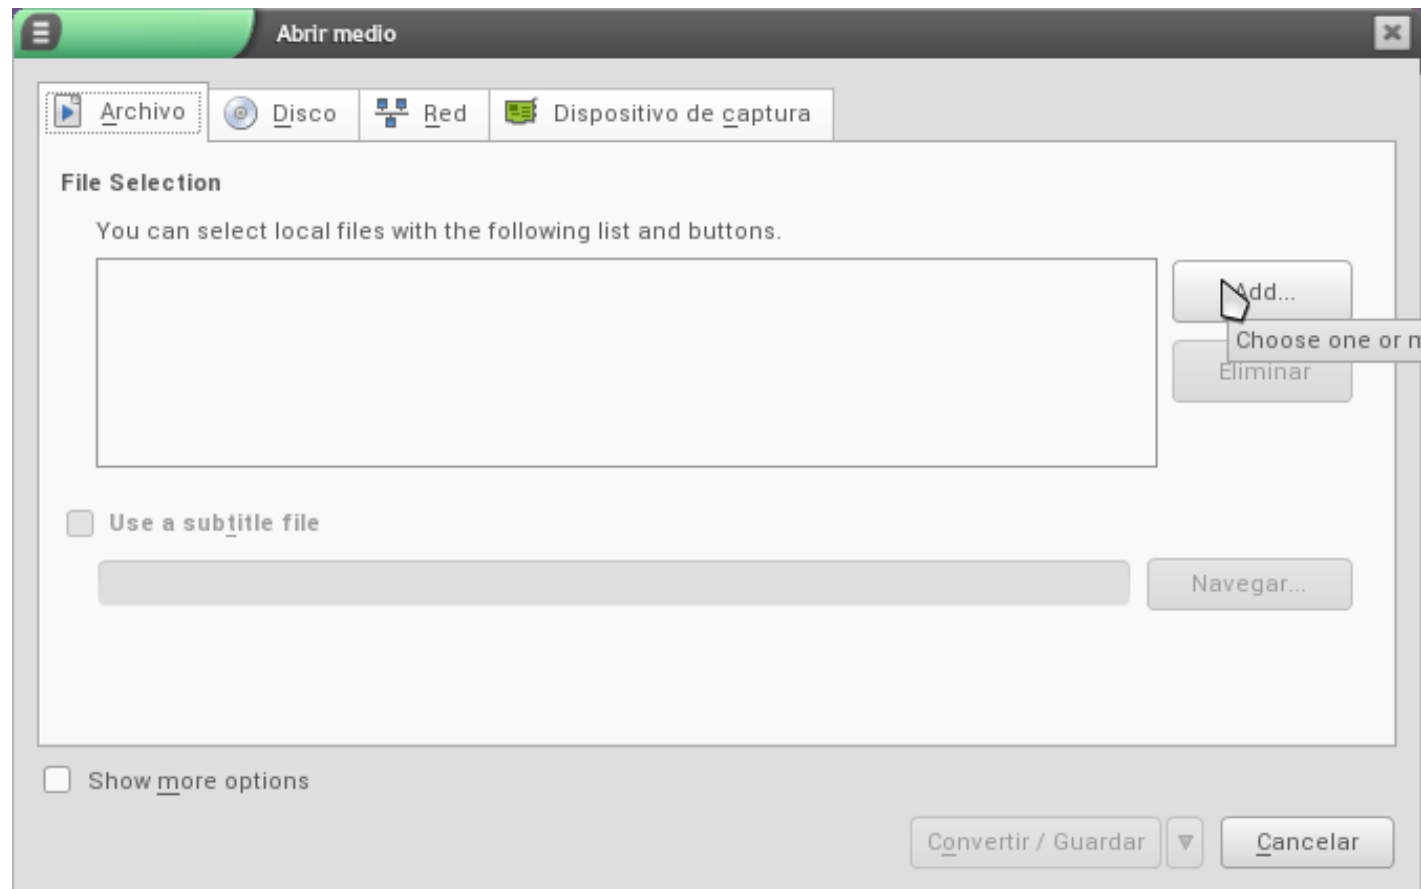 Abrir medio
Archivo
Disco
Red
Dispositivo de captura
File Selection
You can select local files with the following list and buttons.
Add...
Choose one or
Eliminar
Use a subtitle file
Navegar...
Show more options
Convertir / Guardar
Cancelar